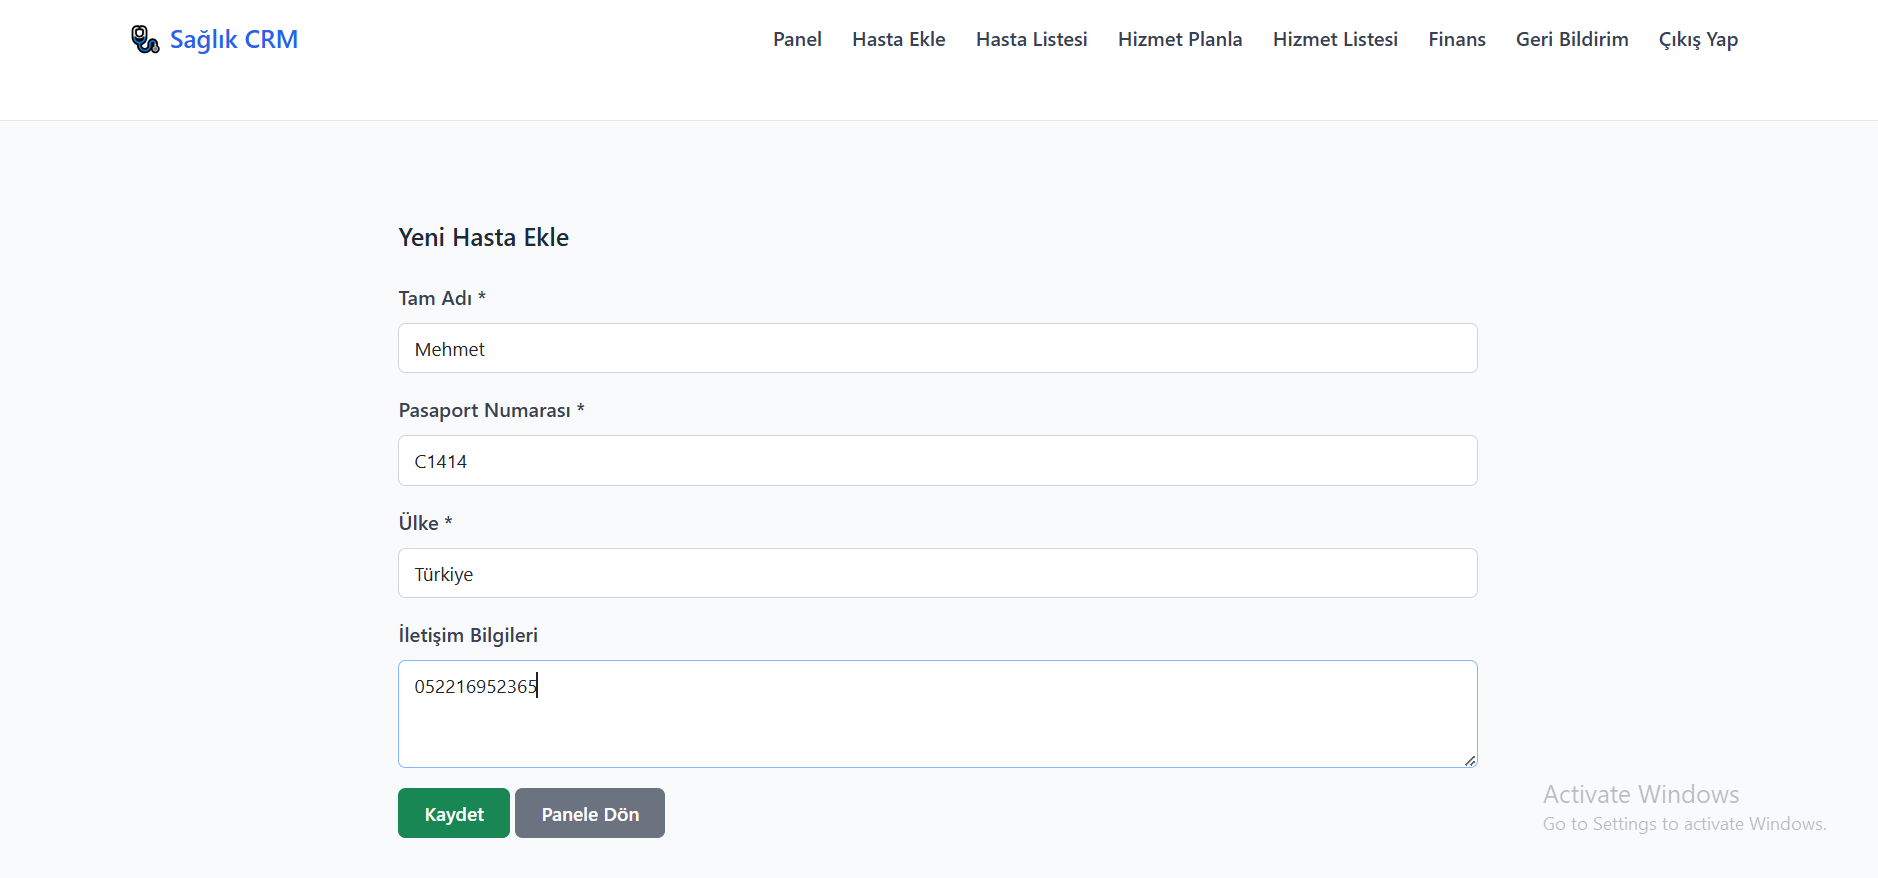 Sağlık CRM
Panel Hasta Ekle Hasta Listesi Hizmet Planla Hizmet Listesi Finans Geri Bildirim Çıkış Yap
Yeni Hasta Ekle
Tam Adı *
Mehmet
Pasaport Numarası *
C1414
Ülke *
Türkiye
İletişim Bilgileri
052216952365
Kaydet Panele Dön
Activate Windows
Go to Settings to activate Windows.